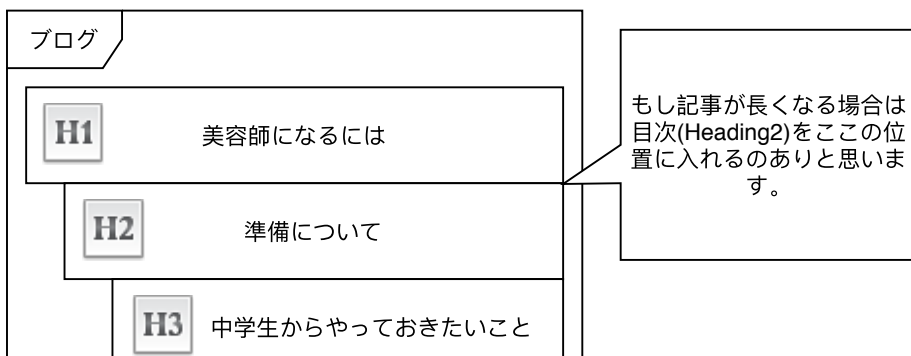 ブログ
H1
美容師になるには
もし記事が長くなる場合は
目次(Heading2)をここの位
置に入れるのありと思いま
す。
H2
準備について
H3
中学生からやっておきたいこと